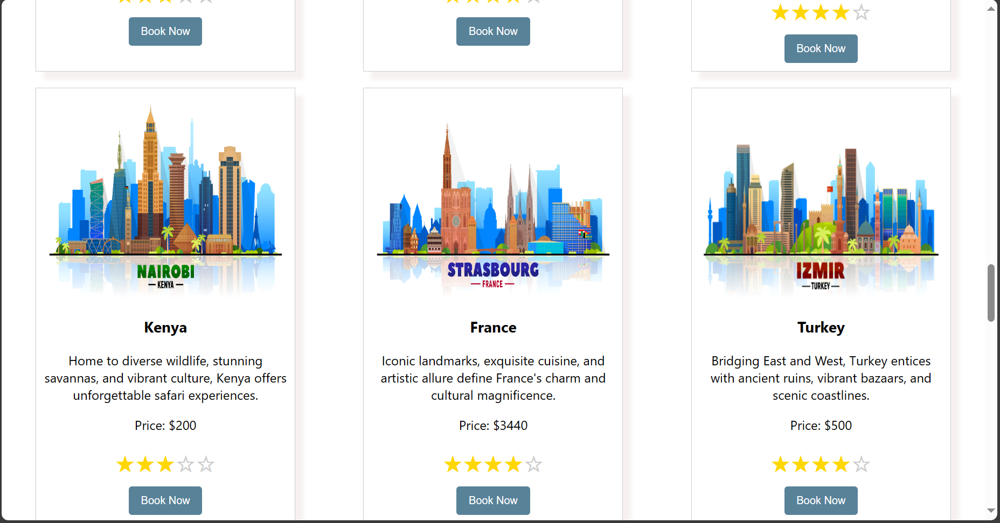 Book Now
Book Now
Book Now
NAIROBI
KENYA
STRASBOURG
FRANCE
IZMIR
TURKEY
Kenya
Home to diverse wildlife, stunning
savannas, and vibrant culture, Kenya offers
unforgettable safari experiences.
Price: $200
Book Now
France
Iconic landmarks, exquisite cuisine, and
artistic allure define France's charm and
cultural magnificence.
Price: $3440
Book Now
Turkey
Bridging East and West, Turkey entices
with ancient ruins, vibrant bazaars, and
scenic coastlines.
Price: $500
Book Now